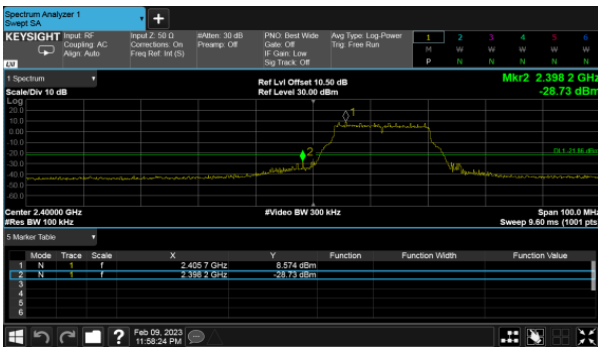 Spectrum Analyzer 1
Swept SA
+
KEYSIGHT Input: RF Input Z: 50 Ω #Atten: 30 dB PNO: Best Wide Avg Type: Log-Power 1 2 3 4 5 6
Coupling: AC Corrections: On Preamp: Off Gate: Off Trig: Free Run M W W W W W
Align: Auto Freq Ref: Int (S) IF Gain: Low P N N N N N
Sig Track: Off
LXI
1 Spectrum Mkr2 2.398 2 GHz
Ref Lvl Offset 10.50 dB
Scale/Div 10 dB Ref Level 30.00 dBm -28.73 dBm
Log
20.0
10.0
0.00
-10.0
-20.0
-30.0
-40.0
-50.0
-60.0
1
2
DL1 -21.86 dBm
Center 2.40000 GHz #Video BW 300 kHz Span 100.0 MHz
#Res BW 100 kHz Sweep 9.60 ms (1001 pts)
5 Marker Table
Mode Trace Scale X Y Function Function Width Function Value
1 N 1 f 2.405 7 GHz 8.574 dBm
2 N 1 f 2.398 2 GHz -28.73 dBm
3
4
5
6
? Feb 09, 2023
11:58:24 PM